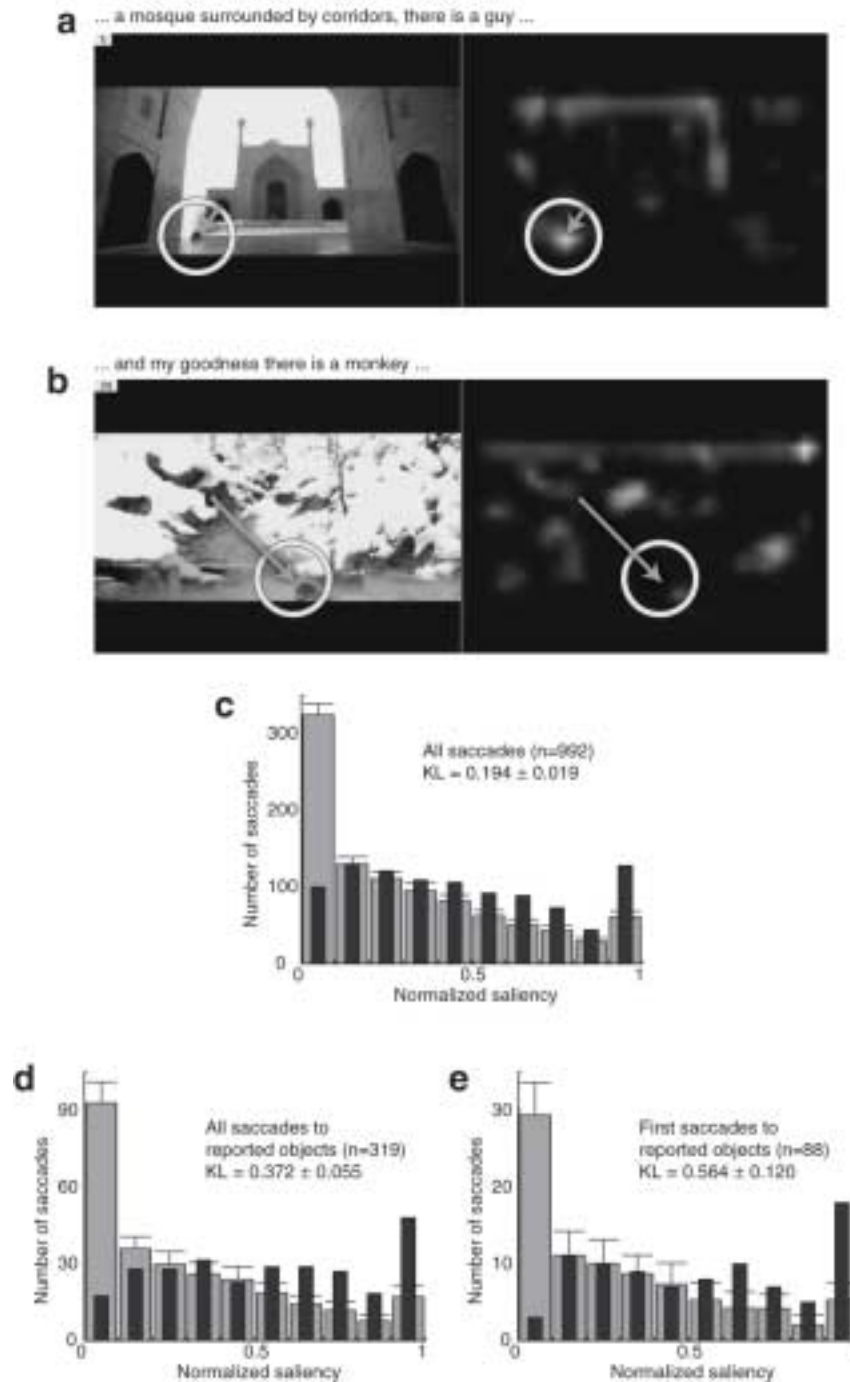 a
... a mosque surrounded by corridors, there is a guy ...
b
... and my goodness there is a monkey ...
c
300
200
100
0
Number of saccades
All saccades (n=992)
KL = 0.194 ± 0.019
0 0.5 1
Normalized saliency
d
90
60
30
0
Number of saccades
All saccades to
reported objects (n=319)
KL = 0.372 ± 0.055
0 0.5 1
Normalized saliency
e
30
20
10
0
Number of saccades
First saccades to
reported objects (n=88)
KL = 0.564 ± 0.120
0 0.5
Normalized saliency